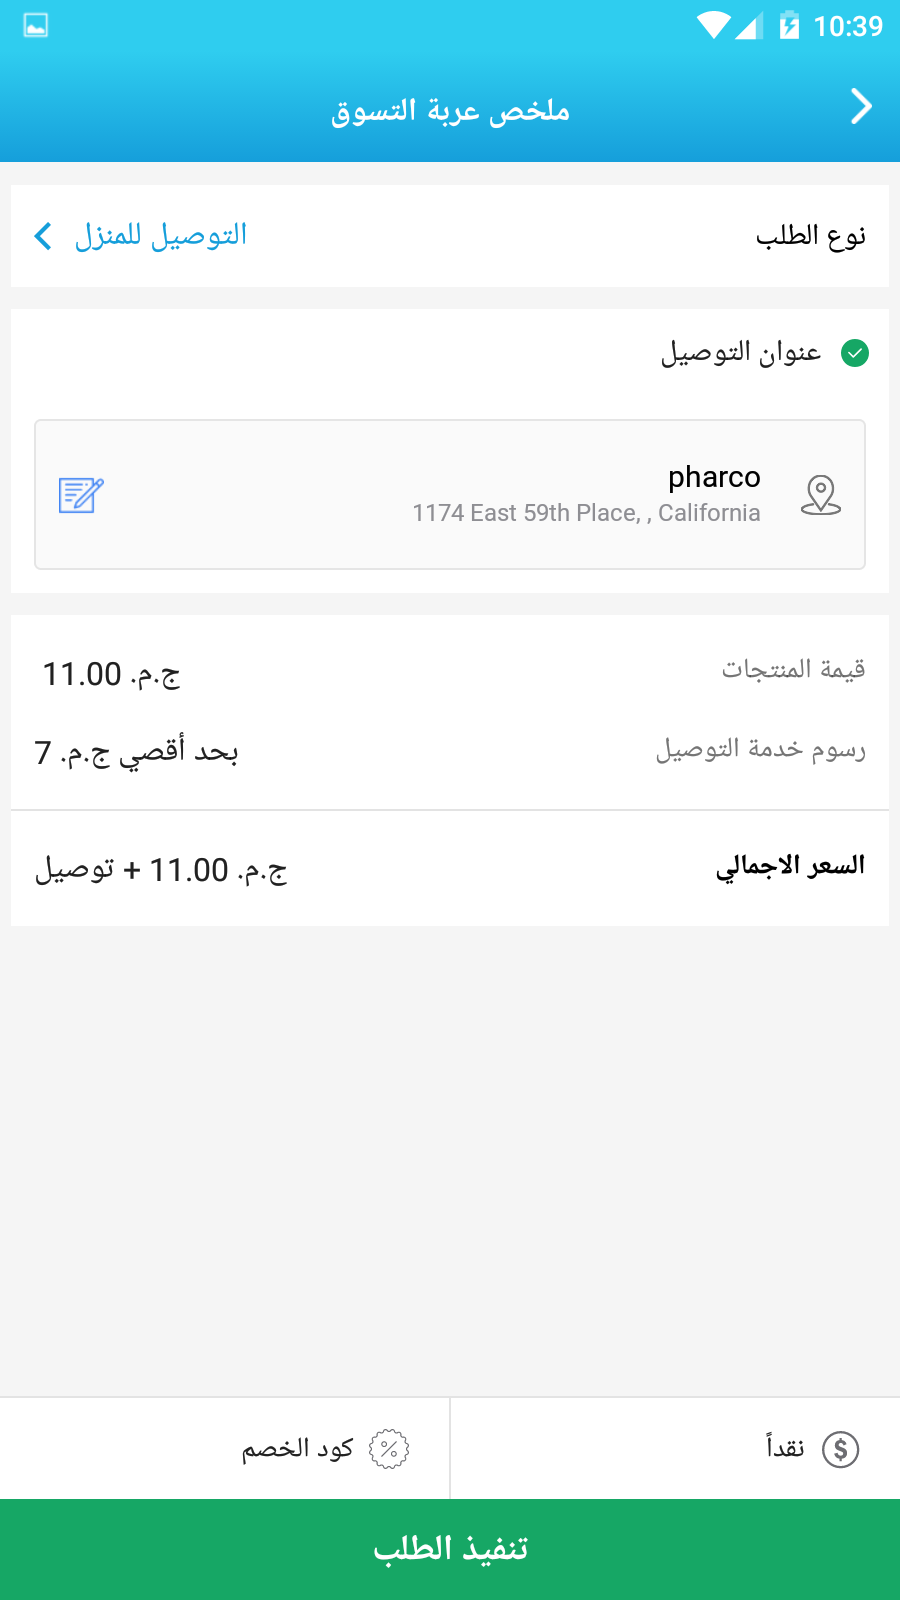 10:39
ملخص عربة التسوق
نوع الطلب
التوصيل للمنزل
عنوان التوصيل
pharco
1174 East 59th Place, , California
قيمة المنتجات
ج.م. 11.00
رسوم خدمة التوصيل
بحد أقصي ج.م. 7
السعر الاجمالي
ج.م. 11.00 + توصيل
نقداً
كود الخصم
تنفيذ الطلب